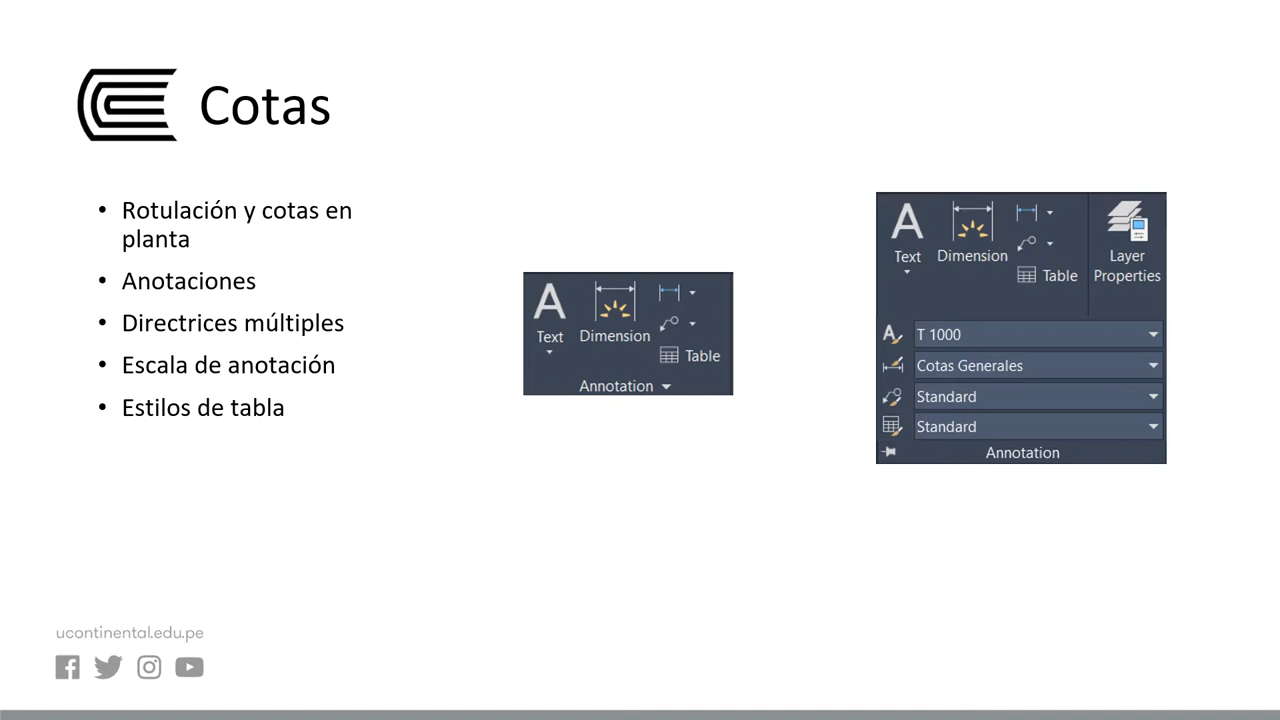 Cotas
• Rotulación y cotas en
planta
• Anotaciones
• Directrices múltiples
• Escala de anotación
• Estilos de tabla
Text
Dimension
Table
Annotation
Text
Dimension
Table
Layer
Properties
T 1000
Cotas Generales
Standard
Standard
Annotation
ucontinental.edu.pe